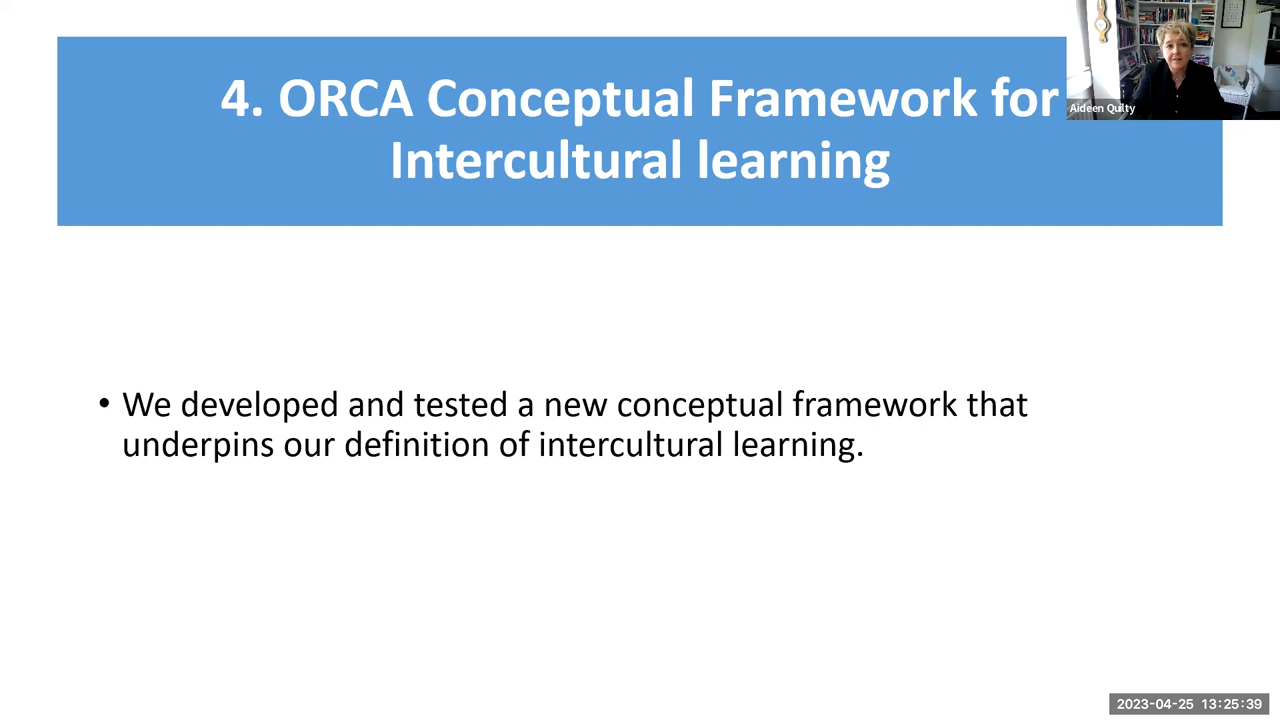 4. ORCA Conceptual Framework for
Intercultural learning
Aideen Quilty
• We developed and tested a new conceptual framework that
underpins our definition of intercultural learning.
2023-04-25 13:25:39